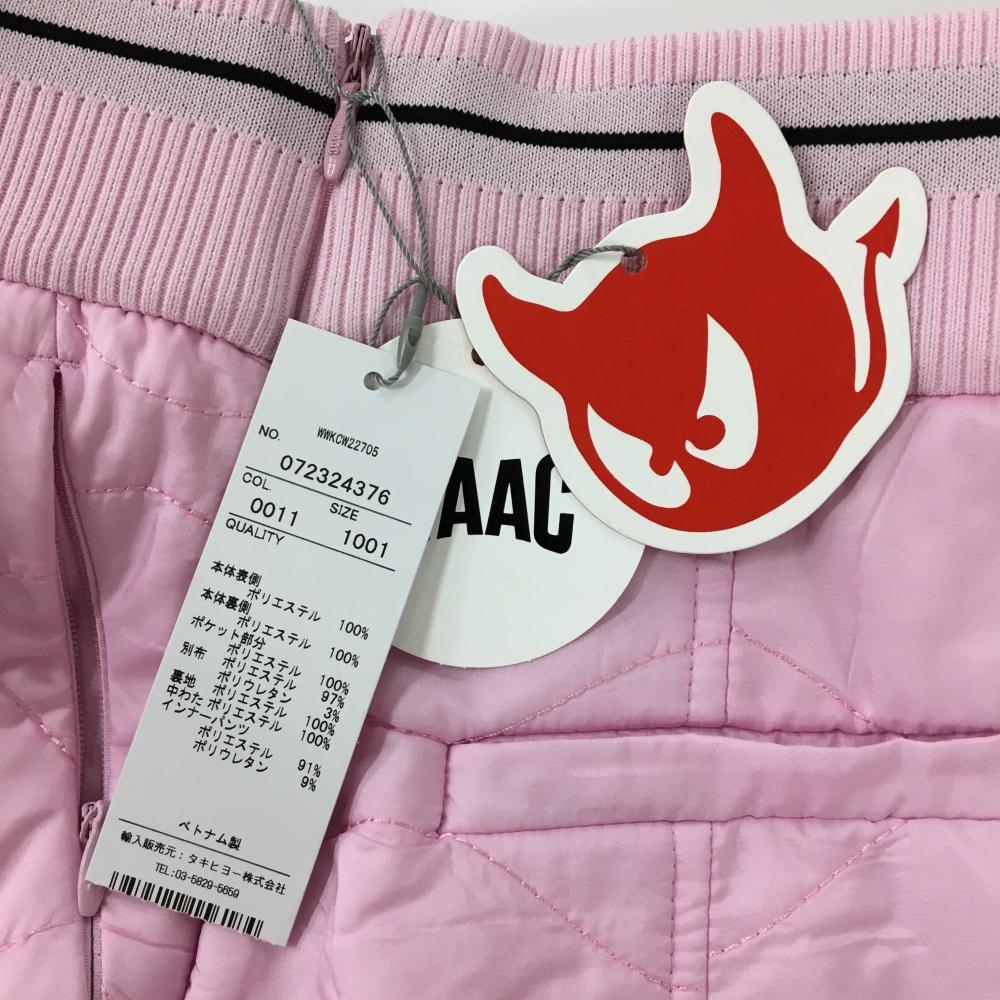 NO. WWKCW22705
072324376
COL. SIZE
0011 1001
QUALITY
本体表側
ポリエステル 100%
本体裏側
ポリエステル 100%
ポケット部分
ポリエステル 100%
別布 ポリエステル 97%
ポリウレタン 3%
裏地 ポリエステル 100%
中わた ポリエステル 100%
インナーパンツ
ポリエステル 91%
ポリウレタン 9%
ベトナム製
輸入販売元:タキヒヨー株式会社
TEL:03-5829-5659
AAC